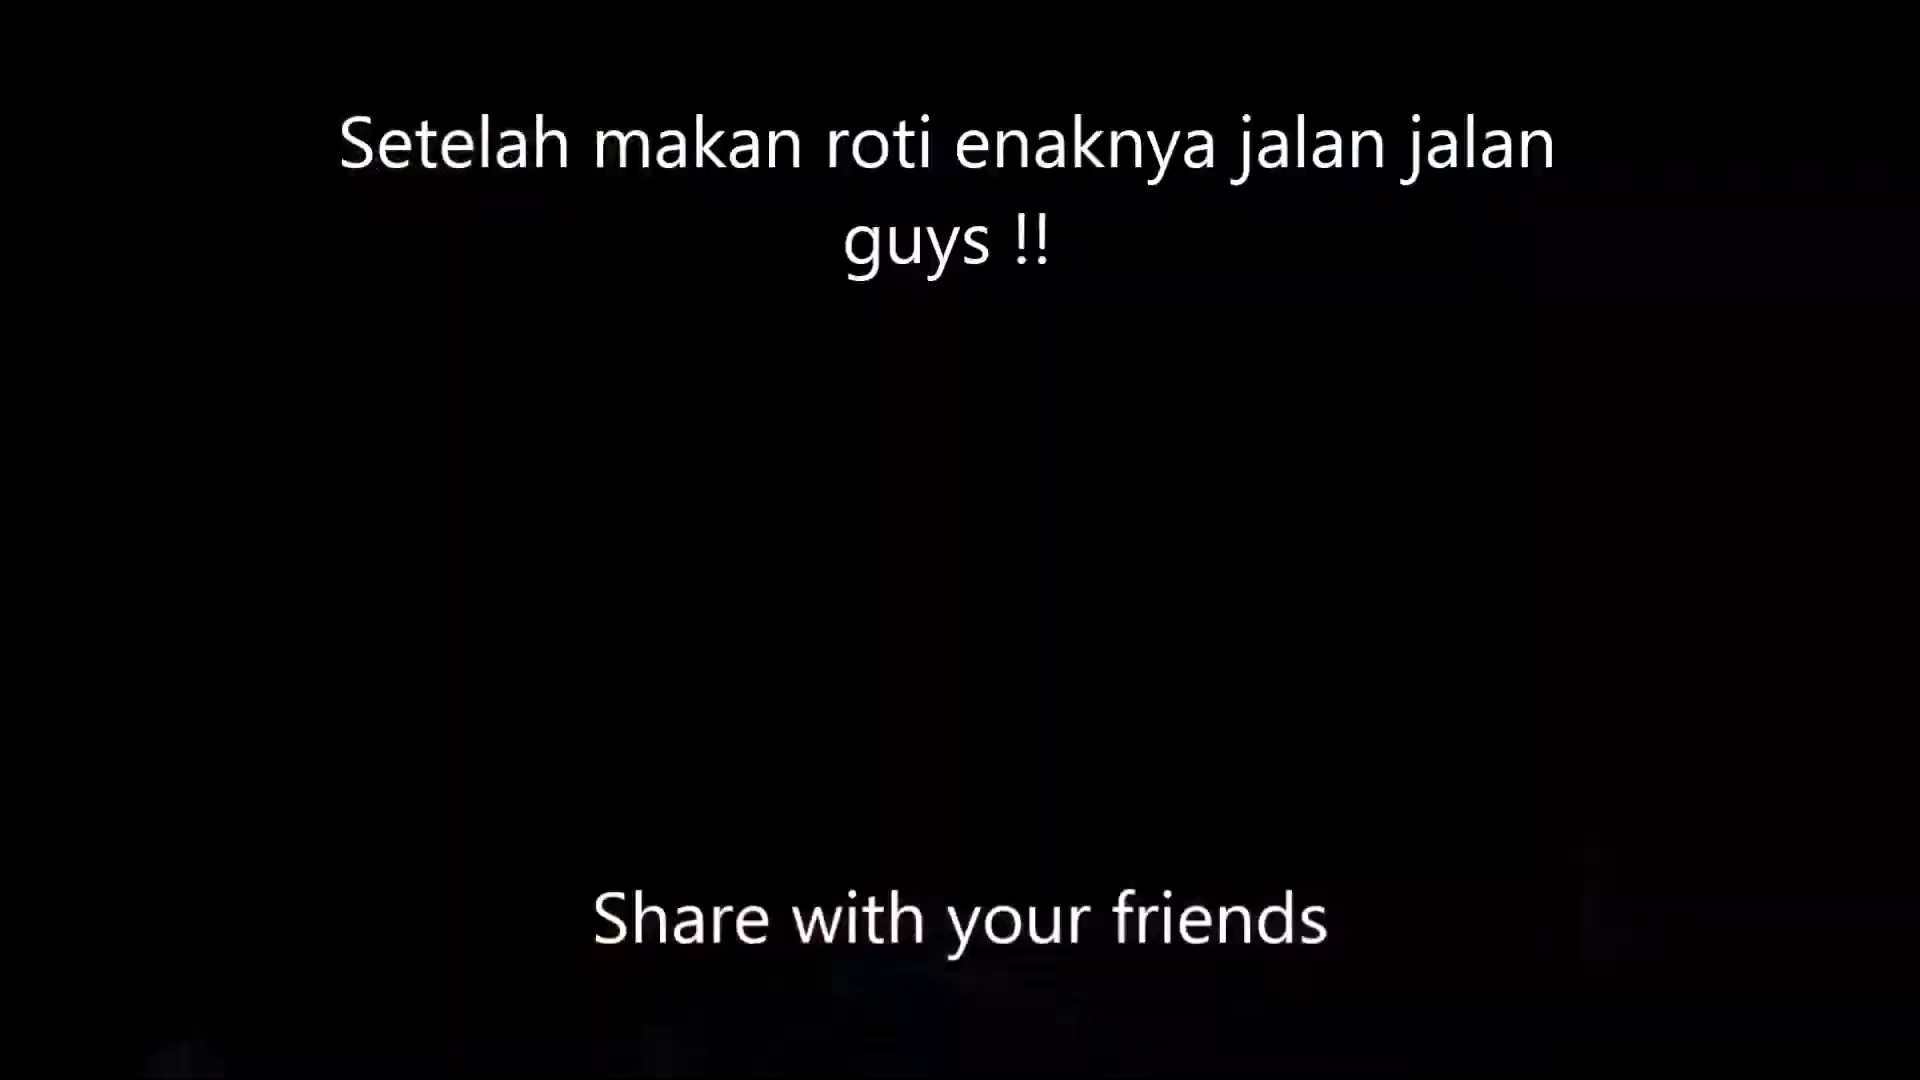 Setelah makan roti enaknya jalan jalan
guys !!
Share with your friends